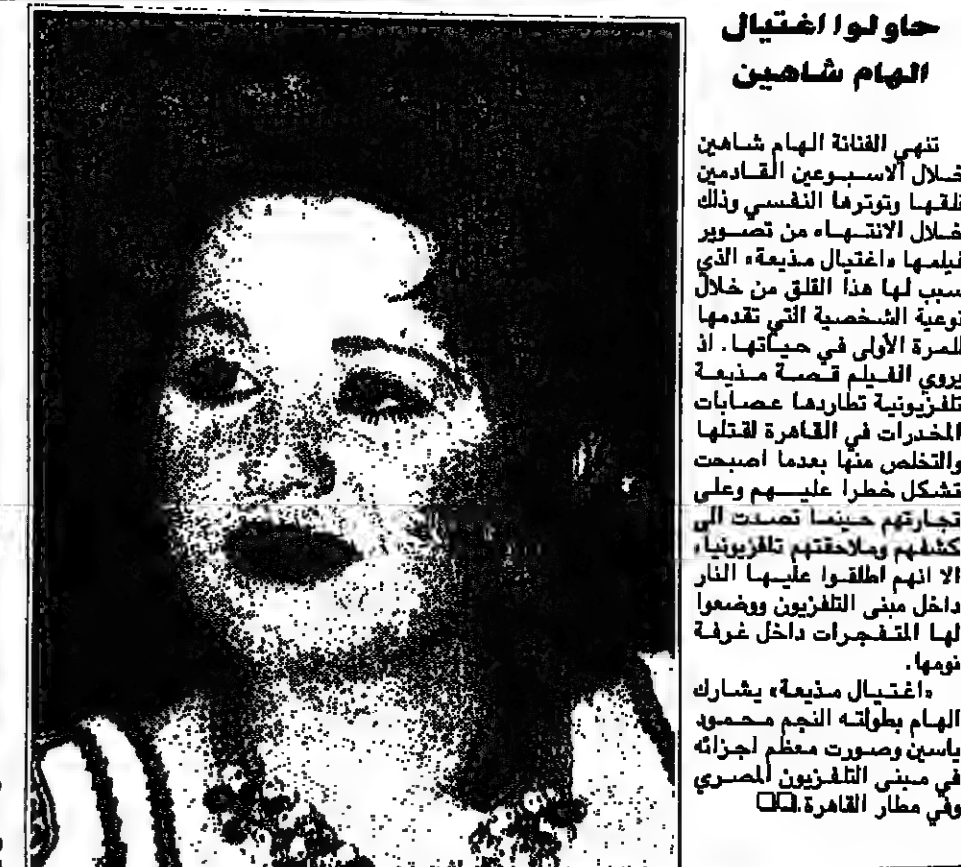 حاولوا اغتيال
الهام شاهين
تنهي الفنانة الهام شاهين
خلال الاسبوعين القادمين
قلقها وتوترها النفسي وذلك
خلال الانتهاء من تصوير
فيلمها «اغتيال مذيعة» الذي
سبب لها هذا القلق من خلال
نوعية الشخصية التي تقدمها
للمرة الأولى في حياتها. اذ
يروي الفيلم قصة مذيعة
تلفزيونية تطاردها عصابات
المخدرات في القاهرة لقتلها
والتخلص منها بعدما اصبحت
تشكل خطرا عليهم وعلى
تجارتهم حينما تصدت الى
كشفهم وملاحقتهم تلفزيونيا،
الا انهم اطلقوا عليها النار
داخل مبنى التلفزيون ووضعوا
لها المتفجرات داخل غرفة
نومها.
«اغتيال مذيعة» يشارك
الهام بطولته النجم محمود
ياسين وصورت معظم اجزائه
في مبنى التلفزيون المصري
وفي مطار القاهرة.